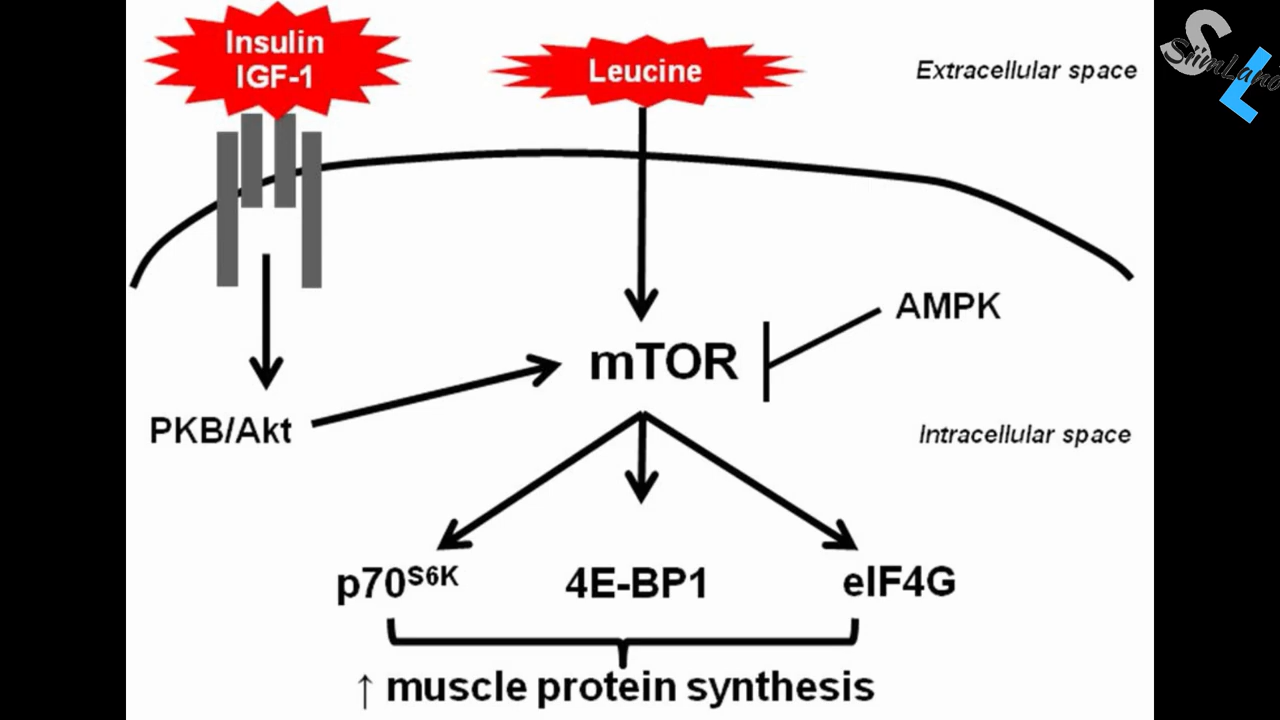 Insulin
IGF-1
Leucine
Extracellular space
SiimLand
AMPK
mTOR
PKB/Akt
Intracellular space
p70S6K
4E-BP1
eIF4G
↑ muscle protein synthesis